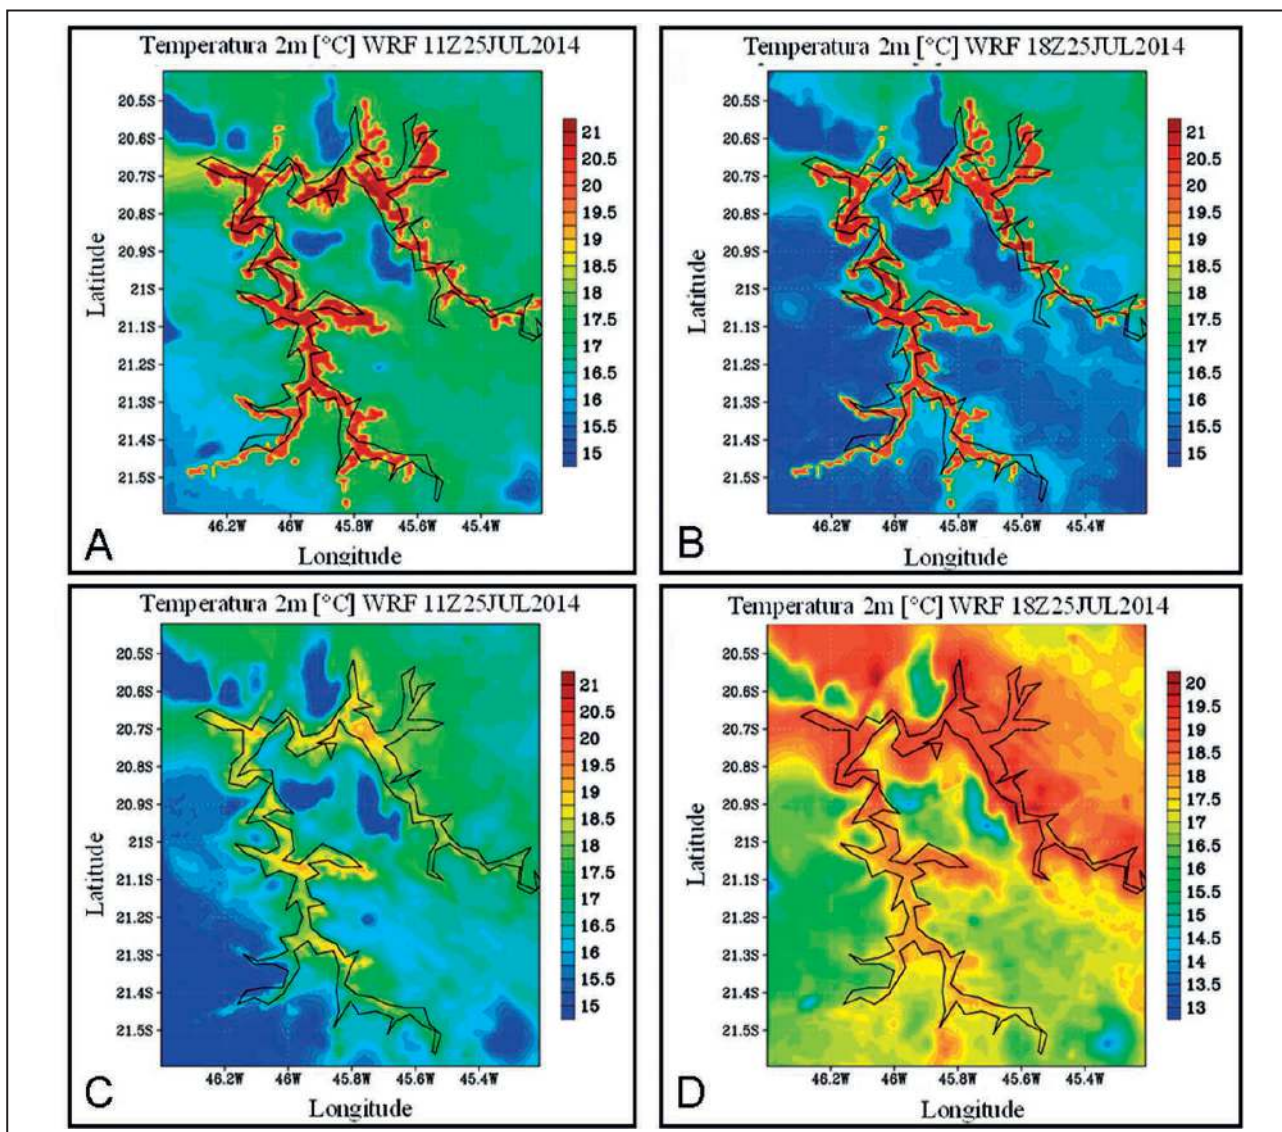 Temperatura 2m [°C] WRF 11Z25JUL2014
20.5S
20.6S
20.7S
20.8S
20.9S
21S
21.1S
21.2S
21.3S
21.4S
21.5S
Latitude
46.2W 46W 45.8W 45.6W 45.4W
Longitude
21
20.5
20
19.5
19
18.5
18
17.5
17
16.5
16
15.5
15
A
Temperatura 2m [°C] WRF 18Z25JUL2014
20.5S
20.6S
20.7S
20.8S
20.9S
21S
21.1S
21.2S
21.3S
21.4S
21.5S
Latitude
46.2W 46W 45.8W 45.6W 45.4W
Longitude
21
20.5
20
19.5
19
18.5
18
17.5
17
16.5
16
15.5
15
B
Temperatura 2m [°C] WRF 11Z25JUL2014
20.5S
20.6S
20.7S
20.8S
20.9S
21S
21.1S
21.2S
21.3S
21.4S
21.5S
Latitude
46.2W 46W 45.8W 45.6W 45.4W
Longitude
21
20.5
20
19.5
19
18.5
18
17.5
17
16.5
16
15.5
15
C
Temperatura 2m [°C] WRF 18Z25JUL2014
20.5S
20.6S
20.7S
20.8S
20.9S
21S
21.1S
21.2S
21.3S
21.4S
21.5S
Latitude
46.2W 46W 45.8W 45.6W 45.4W
Longitude
20
19.5
19
18.5
18
17.5
17
16.5
16
15.5
15
14.5
14
13.5
13
D